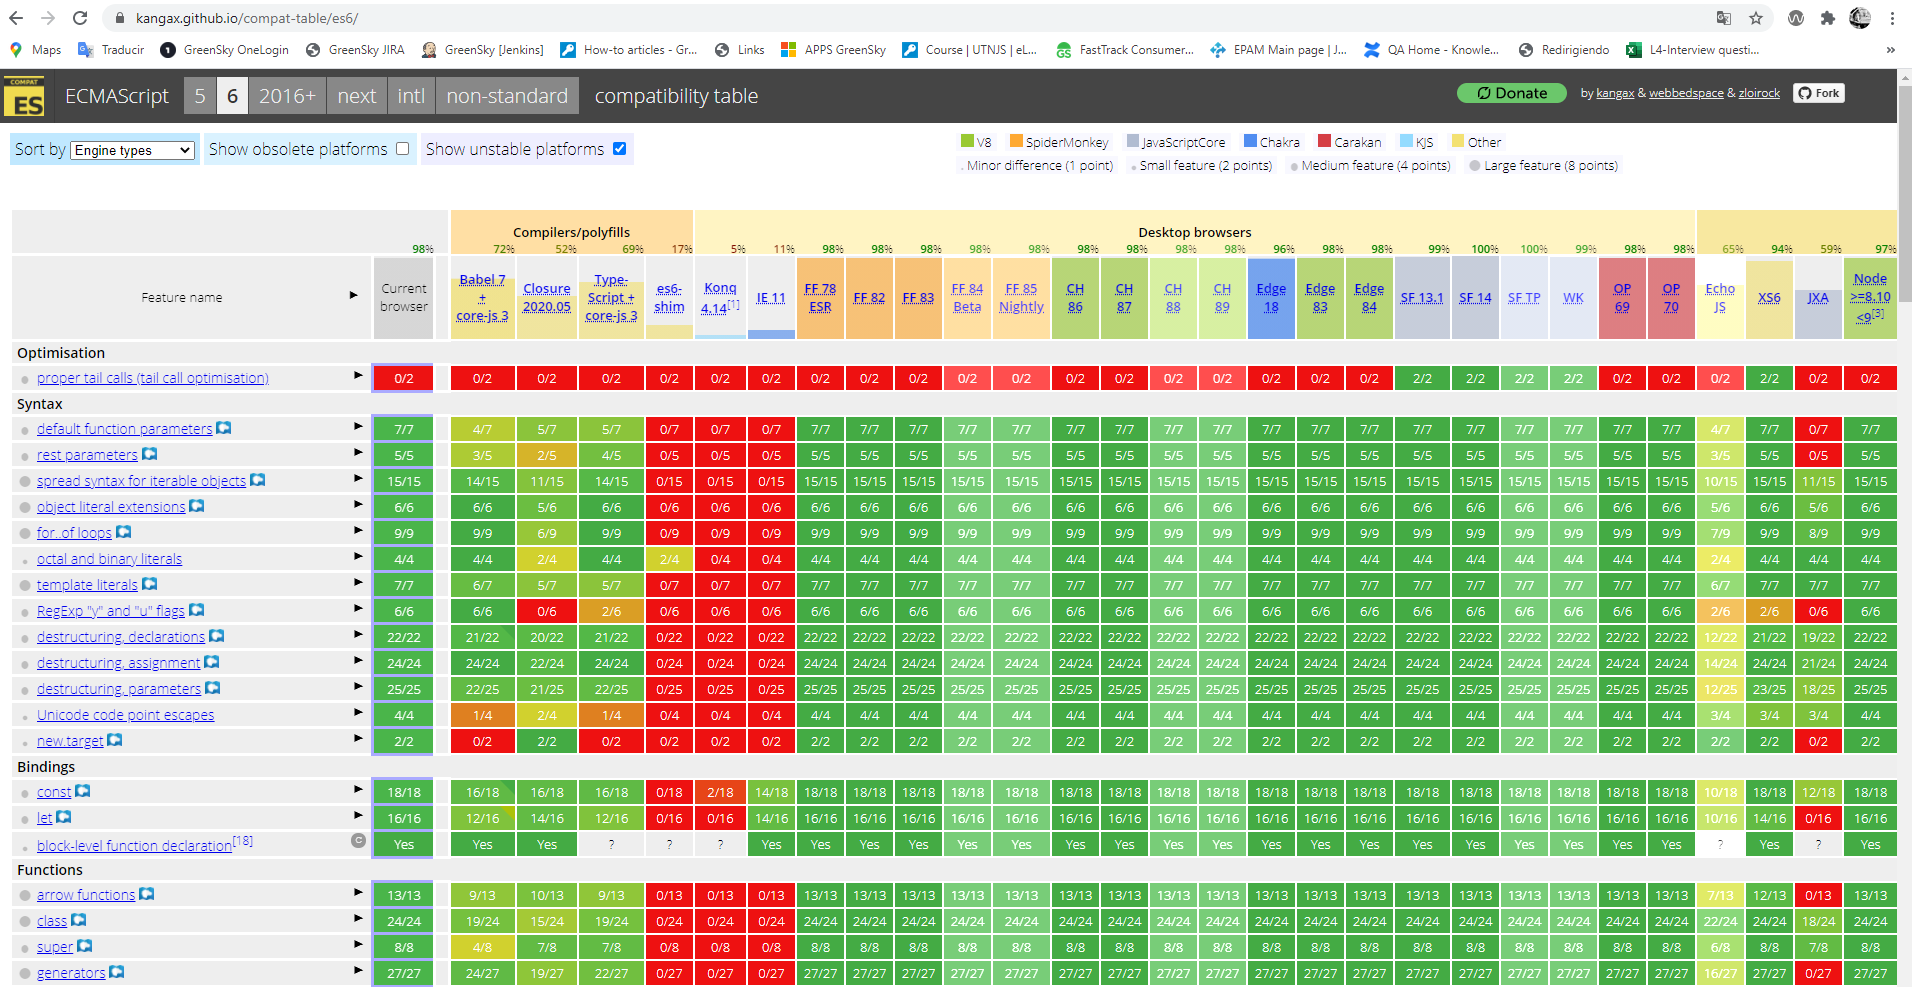 kangax.github.io/compat-table/es6/
Maps Traducir GreenSky OneLogin GreenSky JIRA GreenSky [Jenkins] How-to articles - Gr... Links APPS GreenSky Course | UTNJS | eL... FastTrack Consumer... EPAM Main page | J... QA Home - Knowle... Redirigiendo L4-Interview questi... »
COMPAT ES ECMAScript 5 6 2016+ next intl non-standard compatibility table Donate by kangax & webbedspace & zloirock Fork
Sort by Engine types Show obsolete platforms Show unstable platforms V8 SpiderMonkey JavaScriptCore Chakra Carakan KJS Other
Minor difference (1 point) Small feature (2 points) Medium feature (4 points) Large feature (8 points)
Compilers/polyfills Desktop browsers
98% 72% 52% 69% 17% 5% 11% 98% 98% 98% 98% 98% 98% 98% 98% 98% 96% 98% 98% 99% 100% 100% 99% 98% 98% 65% 94% 59% 97%
Feature name Current browser Babel 7 + core-js 3 Closure 2020.05 Type-Script + core-js 3 es6-shim Konq 4.14[1] IE 11 FF 78 ESR FF 82 FF 83 FF 84 Beta FF 85 Nightly CH 86 CH 87 CH 88 CH 89 Edge 18 Edge 83 Edge 84 SF 13.1 SF 14 SF TP WK OP 69 OP 70 Echo JS XS6 JXA Node >=8.10 <9[3]
Optimisation
proper tail calls (tail call optimisation) 0/2 0/2 0/2 0/2 0/2 0/2 0/2 0/2 0/2 0/2 0/2 0/2 0/2 0/2 0/2 0/2 0/2 0/2 0/2 2/2 2/2 2/2 2/2 0/2 0/2 0/2 2/2 0/2 0/2
Syntax
default function parameters 7/7 4/7 5/7 5/7 0/7 0/7 0/7 7/7 7/7 7/7 7/7 7/7 7/7 7/7 7/7 7/7 7/7 7/7 7/7 7/7 7/7 7/7 7/7 7/7 7/7 4/7 7/7 0/7 7/7
rest parameters 5/5 3/5 2/5 4/5 0/5 0/5 0/5 5/5 5/5 5/5 5/5 5/5 5/5 5/5 5/5 5/5 5/5 5/5 5/5 5/5 5/5 5/5 5/5 5/5 5/5 3/5 5/5 0/5 5/5
spread syntax for iterable objects 15/15 14/15 11/15 14/15 0/15 0/15 0/15 15/15 15/15 15/15 15/15 15/15 15/15 15/15 15/15 15/15 15/15 15/15 15/15 15/15 15/15 15/15 15/15 15/15 15/15 10/15 15/15 11/15 15/15
object literal extensions 6/6 6/6 5/6 6/6 0/6 0/6 0/6 6/6 6/6 6/6 6/6 6/6 6/6 6/6 6/6 6/6 6/6 6/6 6/6 6/6 6/6 6/6 6/6 6/6 6/6 5/6 6/6 5/6 6/6
for..of loops 9/9 9/9 6/9 9/9 0/9 0/9 0/9 9/9 9/9 9/9 9/9 9/9 9/9 9/9 9/9 9/9 9/9 9/9 9/9 9/9 9/9 9/9 9/9 9/9 9/9 7/9 9/9 8/9 9/9
octal and binary literals 4/4 4/4 2/4 4/4 2/4 0/4 0/4 4/4 4/4 4/4 4/4 4/4 4/4 4/4 4/4 4/4 4/4 4/4 4/4 4/4 4/4 4/4 4/4 4/4 4/4 2/4 4/4 4/4 4/4
template literals 7/7 6/7 5/7 5/7 0/7 0/7 0/7 7/7 7/7 7/7 7/7 7/7 7/7 7/7 7/7 7/7 7/7 7/7 7/7 7/7 7/7 7/7 7/7 7/7 7/7 6/7 7/7 7/7 7/7
RegExp "y" and "u" flags 6/6 6/6 0/6 2/6 0/6 0/6 0/6 6/6 6/6 6/6 6/6 6/6 6/6 6/6 6/6 6/6 6/6 6/6 6/6 6/6 6/6 6/6 6/6 6/6 6/6 2/6 2/6 0/6 6/6
destructuring, declarations 22/22 21/22 20/22 21/22 0/22 0/22 0/22 22/22 22/22 22/22 22/22 22/22 22/22 22/22 22/22 22/22 22/22 22/22 22/22 22/22 22/22 22/22 22/22 22/22 22/22 12/22 21/22 19/22 22/22
destructuring, assignment 24/24 24/24 22/24 24/24 0/24 0/24 0/24 24/24 24/24 24/24 24/24 24/24 24/24 24/24 24/24 24/24 24/24 24/24 24/24 24/24 24/24 24/24 24/24 24/24 24/24 14/24 24/24 21/24 24/24
destructuring, parameters 25/25 22/25 21/25 22/25 0/25 0/25 0/25 25/25 25/25 25/25 25/25 25/25 25/25 25/25 25/25 25/25 25/25 25/25 25/25 25/25 25/25 25/25 25/25 25/25 25/25 12/25 23/25 18/25 25/25
Unicode code point escapes 4/4 1/4 2/4 1/4 0/4 0/4 0/4 4/4 4/4 4/4 4/4 4/4 4/4 4/4 4/4 4/4 4/4 4/4 4/4 4/4 4/4 4/4 4/4 4/4 4/4 3/4 3/4 3/4 4/4
new.target 2/2 0/2 2/2 0/2 0/2 0/2 0/2 2/2 2/2 2/2 2/2 2/2 2/2 2/2 2/2 2/2 2/2 2/2 2/2 2/2 2/2 2/2 2/2 2/2 2/2 2/2 2/2 0/2 2/2
Bindings
const 18/18 16/18 16/18 16/18 0/18 2/18 14/18 18/18 18/18 18/18 18/18 18/18 18/18 18/18 18/18 18/18 18/18 18/18 18/18 18/18 18/18 18/18 18/18 18/18 18/18 10/18 18/18 12/18 18/18
let 16/16 12/16 14/16 12/16 0/16 0/16 14/16 16/16 16/16 16/16 16/16 16/16 16/16 16/16 16/16 16/16 16/16 16/16 16/16 16/16 16/16 16/16 16/16 16/16 16/16 10/16 14/16 0/16 16/16
block-level function declaration[18] C Yes Yes Yes ? ? ? Yes Yes Yes Yes Yes Yes Yes Yes Yes Yes Yes Yes Yes Yes Yes Yes Yes Yes Yes ? Yes ? Yes
Functions
arrow functions 13/13 9/13 10/13 9/13 0/13 0/13 0/13 13/13 13/13 13/13 13/13 13/13 13/13 13/13 13/13 13/13 13/13 13/13 13/13 13/13 13/13 13/13 13/13 13/13 13/13 7/13 12/13 0/13 13/13
class 24/24 19/24 15/24 19/24 0/24 0/24 0/24 24/24 24/24 24/24 24/24 24/24 24/24 24/24 24/24 24/24 24/24 24/24 24/24 24/24 24/24 24/24 24/24 24/24 24/24 22/24 24/24 18/24 24/24
super 8/8 4/8 7/8 7/8 0/8 0/8 0/8 8/8 8/8 8/8 8/8 8/8 8/8 8/8 8/8 8/8 8/8 8/8 8/8 8/8 8/8 8/8 8/8 8/8 8/8 6/8 8/8 7/8 8/8
generators 27/27 24/27 19/27 22/27 0/27 0/27 0/27 27/27 27/27 27/27 27/27 27/27 27/27 27/27 27/27 27/27 27/27 27/27 27/27 27/27 27/27 27/27 27/27 27/27 27/27 16/27 27/27 0/27 27/27